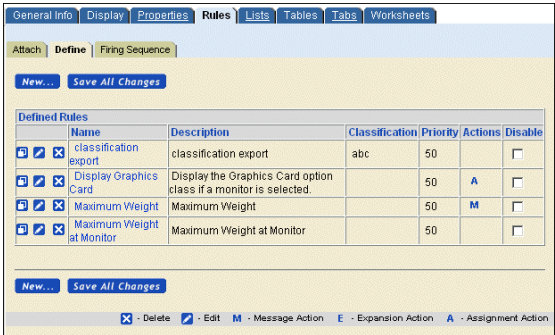 General Info Display Properties Rules Lists Tables Tabs Worksheets
Attach Define Firing Sequence
New... Save All Changes
Defined Rules
Name Description Classification Priority Actions Disable
classification
export
classification export abc 50
Display Graphics
Card
Display the Graphics Card option
class if a monitor is selected.
50 A
Maximum Weight Maximum Weight 50 M
Maximum Weight
at Monitor
Maximum Weight at Monitor 50
New... Save All Changes
- Delete - Edit M - Message Action E - Expansion Action A - Assignment Action